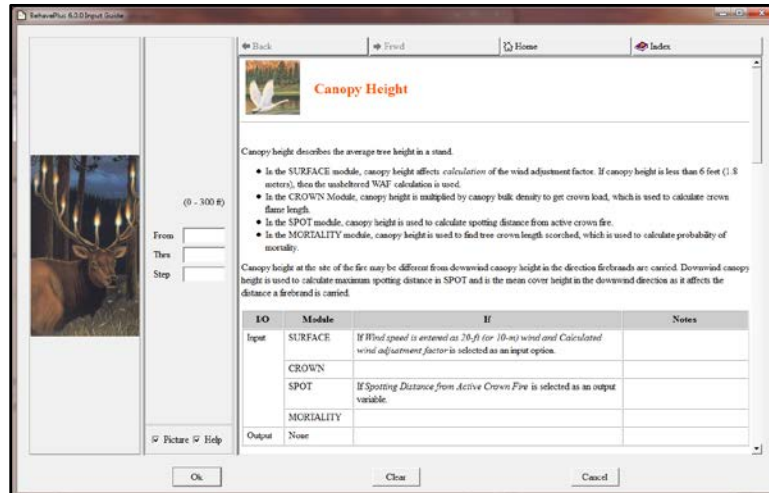 BehavePlus 6.0.0 Input Guide
Back
Frwd
Home
Index
Canopy Height
Canopy height describes the average tree height in a stand.
In the SURFACE module, canopy height affects calculation of the wind adjustment factor. If canopy height is less than 6 feet (1.8
meters), then the unsheltered WAF calculation is used.
In the CROWN Module, canopy height is multiplied by canopy bulk density to get crown load, which is used to calculate crown
flame length.
In the SPOT module, canopy height is used to calculate spotting distance from active crown fire.
In the MORTALITY module, canopy height is used to find tree crown length scorched, which is used to calculate probability of
mortality.
Canopy height at the site of the fire may be different from downwind canopy height in the direction firebrands are carried. Downwind canopy
height is used to calculate maximum spotting distance in SPOT and is the mean cover height in the downwind direction as it affects the
distance a firebrand is carried.
(0 - 300 ft)
From
Thru
Step
I/O Module If Notes
Input SURFACE If Wind speed is entered as 20-ft (or 10-m) wind and Calculated
wind adjustment factor is selected as an input option.
CROWN
SPOT If Spotting Distance from Active Crown Fire is selected as an output
variable.
MORTALITY
Output None
Picture Help
Ok
Clear
Cancel